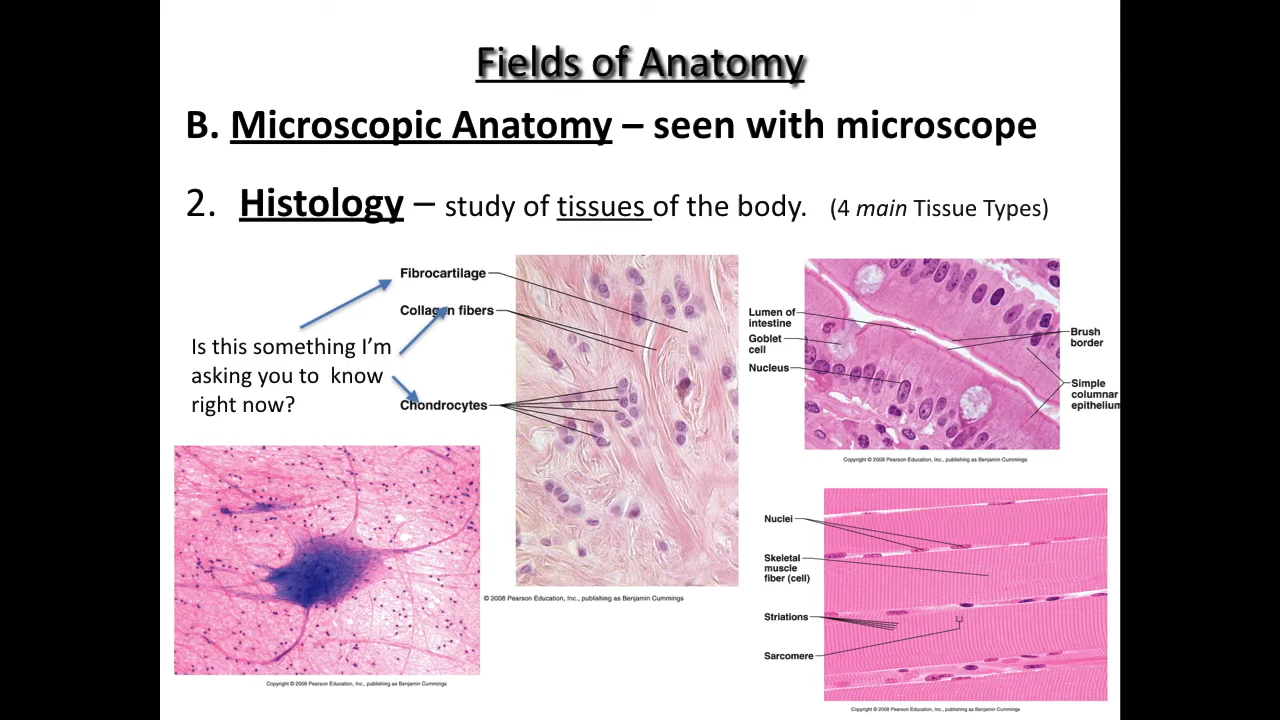 Fields of Anatomy
B. Microscopic Anatomy – seen with microscope
2. Histology – study of tissues of the body. (4 main Tissue Types)
Is this something I’m
asking you to know
right now?
Fibrocartilage
Collagen fibers
Chondrocytes
© 2008 Pearson Education, Inc., publishing as Benjamin Cummings
Lumen of
intestine
Goblet
cell
Nucleus
Brush
border
Simple
columnar
epithelium
Copyright © 2008 Pearson Education, Inc., publishing as Benjamin Cummings
Copyright © 2008 Pearson Education, Inc., publishing as Benjamin Cummings
Nuclei
Skeletal
muscle
fiber (cell)
Striations
Sarcomere
Copyright © 2008 Pearson Education, Inc., publishing as Benjamin Cummings